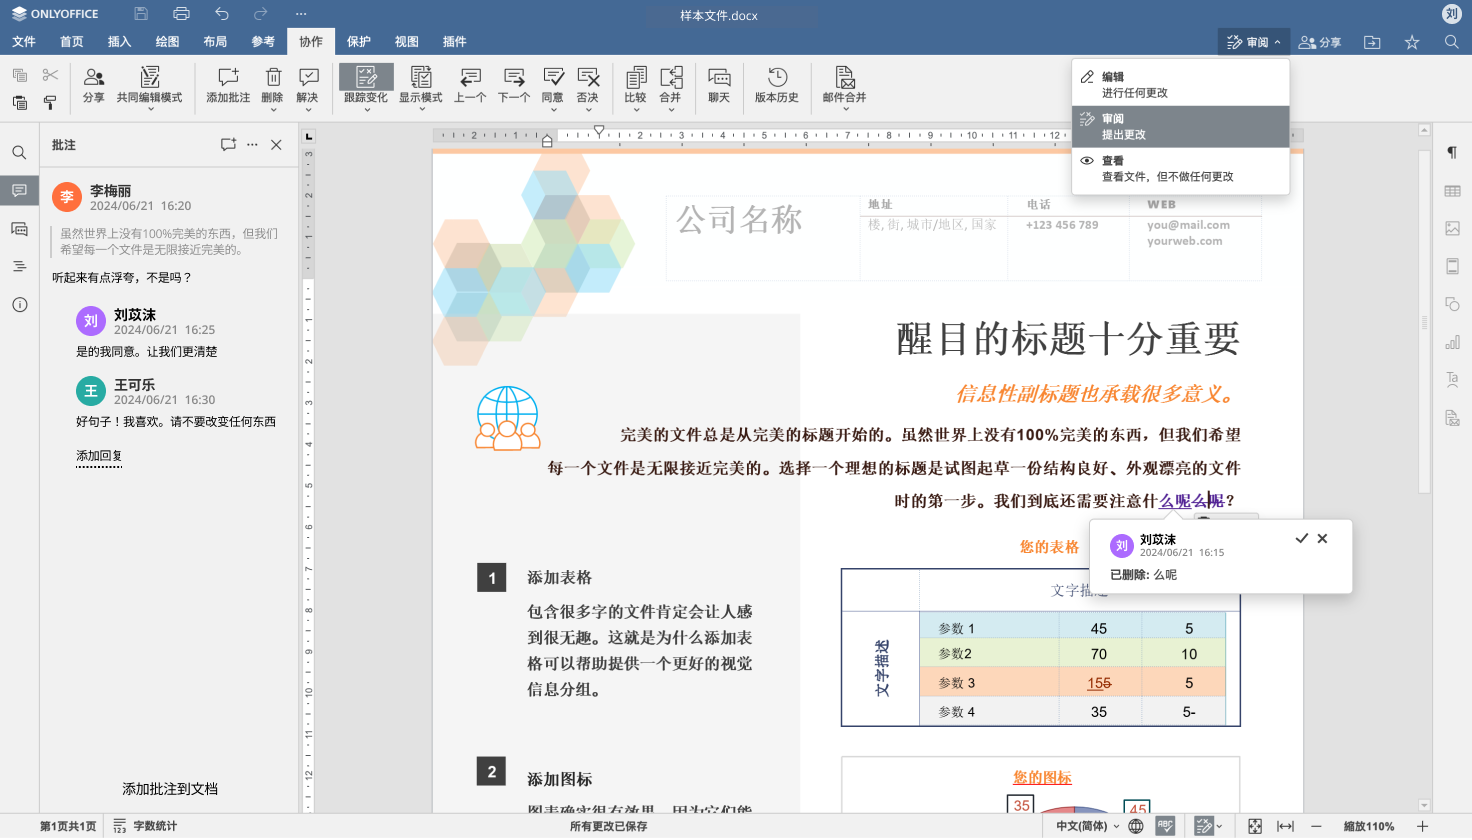 ONLYOFFICE
样本文件.docx
刘
文件 首页 插入 绘图 布局 参考 协作 保护 视图 插件
审阅 分享
分享 共同编辑模式 添加批注 删除 解决 跟踪变化 显示模式 上一个 下一个 同意 否决 比较 合并 聊天 版本历史 邮件合并
编辑
进行任何更改
审阅
提出更改
查看
查看文件，但不做任何更改
批注
李
李梅丽
2024/06/21 16:20
虽然世界上没有100%完美的东西，但我们
希望每一个文件是无限接近完美的。
听起来有点浮夸，不是吗？
刘
刘苡沫
2024/06/21 16:25
是的我同意。让我们更清楚
王
王可乐
2024/06/21 16:30
好句子！我喜欢。请不要改变任何东西
添加回复
添加批注到文档
公司名称
地址
楼, 街, 城市/地区, 国家
电话
+123 456 789
WEB
you@mail.com
yourweb.com
醒目的标题十分重要
信息性副标题也承载很多意义。
完美的文件总是从完美的标题开始的。虽然世界上没有100%完美的东西，但我们希望
每一个文件是无限接近完美的。选择一个理想的标题是试图起草一份结构良好、外观漂亮的文件
时的第一步。我们到底还需要注意什么呢么呢？
刘
刘苡沫
2024/06/21 16:15
已删除: 么呢
1
添加表格
包含很多字的文件肯定会让人感
到很无趣。这就是为什么添加表
格可以帮助提供一个更好的视觉
信息分组。
2
添加图标
图表确实很有效果，因为它们能
您的表格
文字描
文字描述
参数 1 45 5
参数2 70 10
参数 3 155 5
参数 4 35 5-
您的图标
35
45
第1页共1页
字数统计
所有更改已保存
中文(简体)
缩放110%